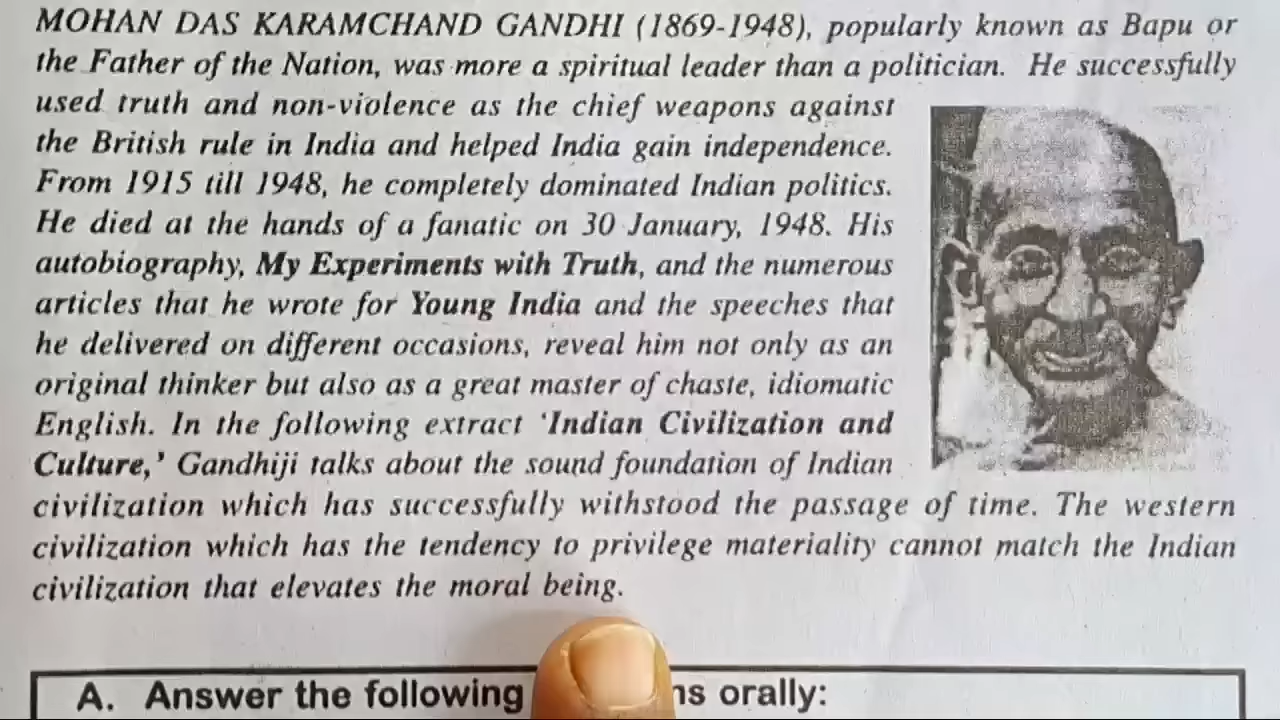 MOHAN DAS KARAMCHAND GANDHI (1869-1948), popularly known as Bapu or
the Father of the Nation, was more a spiritual leader than a politician. He successfully
used truth and non-violence as the chief weapons against
the British rule in India and helped India gain independence.
From 1915 till 1948, he completely dominated Indian politics.
He died at the hands of a fanatic on 30 January, 1948. His
autobiography, My Experiments with Truth, and the numerous
articles that he wrote for Young India and the speeches that
he delivered on different occasions, reveal him not only as an
original thinker but also as a great master of chaste, idiomatic
English. In the following extract ‘Indian Civilization and
Culture,’ Gandhiji talks about the sound foundation of Indian
civilization which has successfully withstood the passage of time. The western
civilization which has the tendency to privilege materiality cannot match the Indian
civilization that elevates the moral being.
A. Answer the following orally: